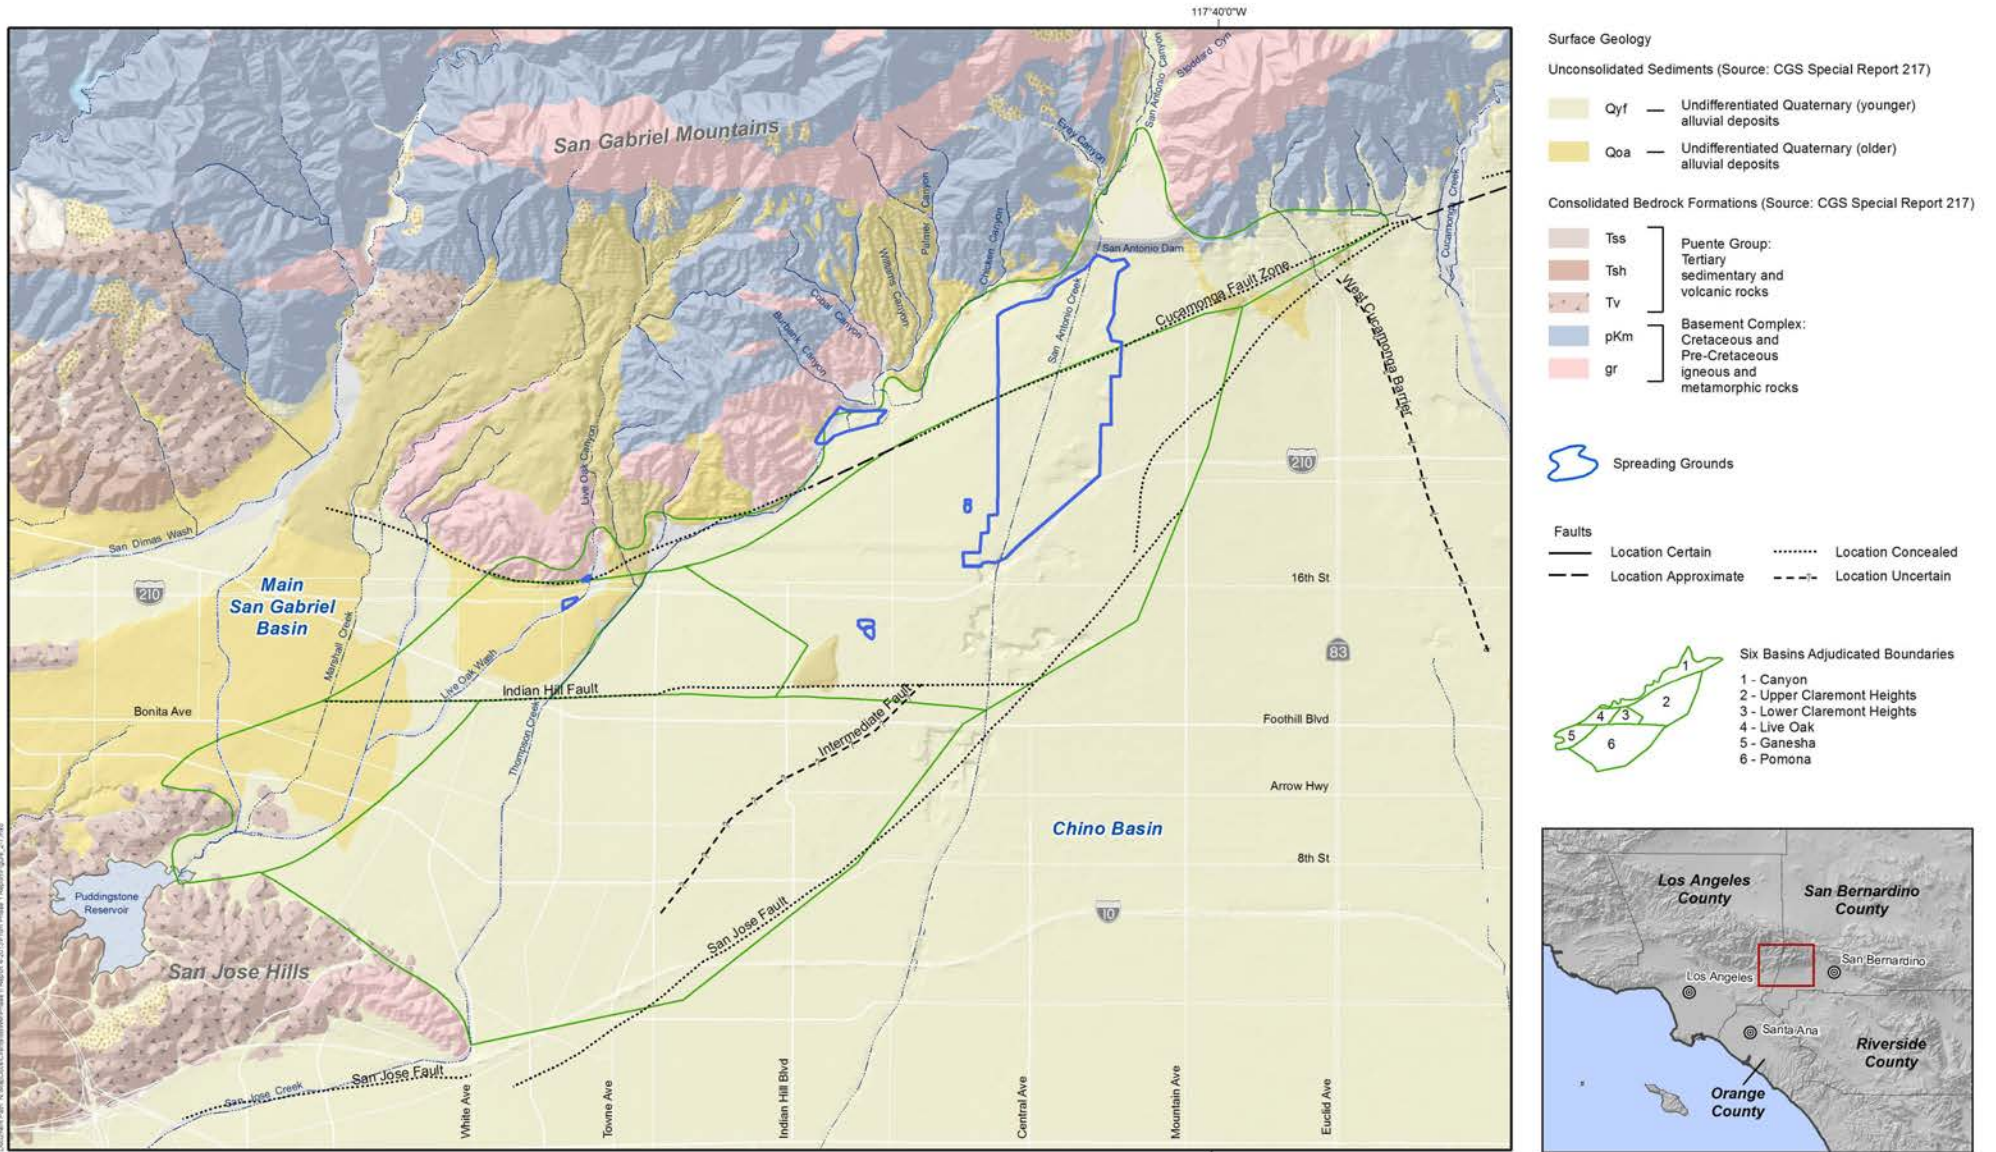 117°40'0"W
San Gabriel Mountains
San Antonio Canyon
Stoddard Cyn
San Antonio Canyon
Evey Canyon
Cucamonga Creek
Cucamonga Creek
Palmer Canyon
Williams Canyon
Chicken Canyon
Cobal Canyon
Burbank Canyon
San Antonio Dam
San Antonio Creek
Cucamonga Fault Zone
West Cucamonga Barrier
Live Oak Canyon
San Dimas Wash
210
210
Main
San Gabriel
Basin
Marshall Creek
Live Oak Wash
16th St
83
Indian Hill Fault
Bonita Ave
Thompson Creek
Intermediate Fault
Foothill Blvd
Arrow Hwy
Chino Basin
8th St
Puddingstone
Reservoir
10
San Jose Fault
San Jose Hills
San Jose Fault
San Jose Creek
White Ave
Towne Ave
Indian Hill Blvd
Central Ave
Mountain Ave
Euclid Ave
Surface Geology
Unconsolidated Sediments (Source: CGS Special Report 217)
Qyf — Undifferentiated Quaternary (younger)
alluvial deposits
Qoa — Undifferentiated Quaternary (older)
alluvial deposits
Consolidated Bedrock Formations (Source: CGS Special Report 217)
Tss
Tsh
Tv
Puente Group:
Tertiary
sedimentary and
volcanic rocks
pKm
gr
Basement Complex:
Cretaceous and
Pre-Cretaceous
igneous and
metamorphic rocks
Spreading Grounds
Faults
Location Certain
Location Concealed
Location Approximate
Location Uncertain
Six Basins Adjudicated Boundaries
1 - Canyon
2 - Upper Claremont Heights
3 - Lower Claremont Heights
4 - Live Oak
5 - Ganesha
6 - Pomona
1
2
4
3
5
6
Los Angeles
County
San Bernardino
County
San Bernardino
Los Angeles
Santa Ana
Riverside
County
Orange
County